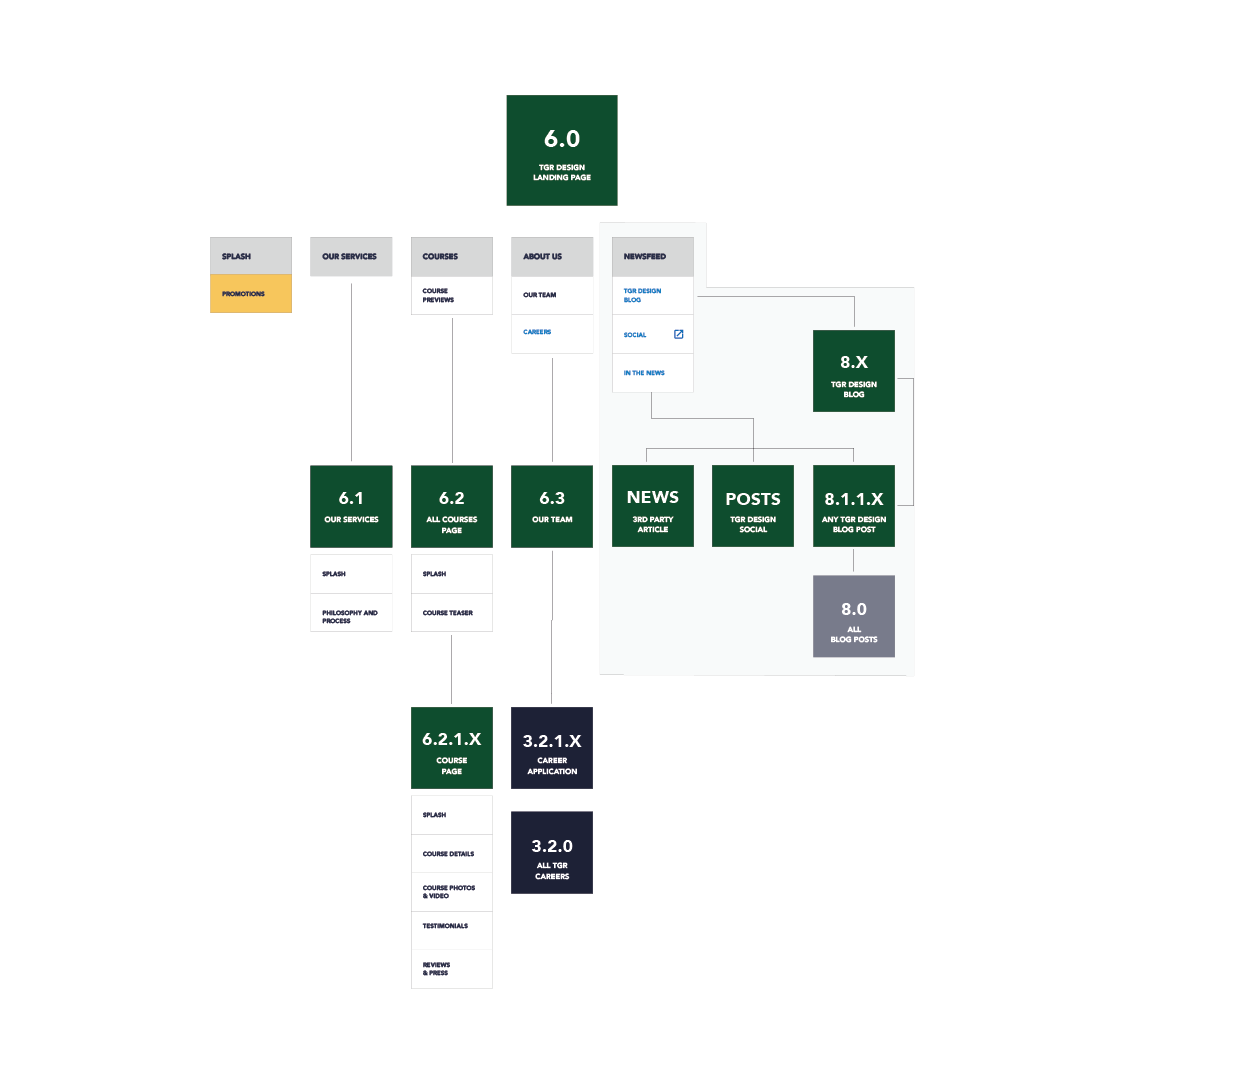 6.0
TGR DESIGN
LANDING PAGE
SPLASH
PROMOTIONS
OUR SERVICES
COURSES
COURSE
PREVIEWS
ABOUT US
OUR TEAM
CAREERS
NEWSFEED
TGR DESIGN
BLOG
SOCIAL
IN THE NEWS
8.X
TGR DESIGN
BLOG
6.1
OUR SERVICES
SPLASH
PHILOSOPHY AND
PROCESS
6.2
ALL COURSES
PAGE
SPLASH
COURSE TEASER
6.3
OUR TEAM
NEWS
3RD PARTY
ARTICLE
POSTS
TGR DESIGN
SOCIAL
8.1.1.X
ANY TGR DESIGN
BLOG POST
8.0
ALL
BLOG POSTS
6.2.1.X
COURSE
PAGE
SPLASH
COURSE DETAILS
COURSE PHOTOS
& VIDEO
TESTIMONIALS
REVIEWS
& PRESS
3.2.1.X
CAREER
APPLICATION
3.2.0
ALL TGR
CAREERS